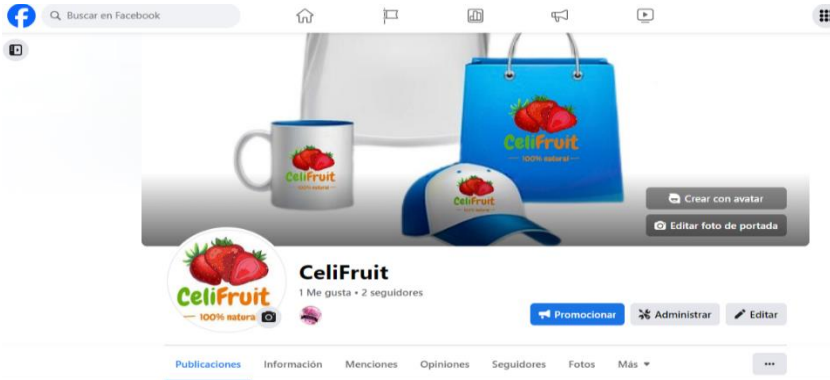 Buscar en Facebook
CeliFruit
100% natural
CeliFruit
100% natural
CeliFruit
Crear con avatar
Editar foto de portada
CeliFruit
100% natura
CeliFruit
1 Me gusta • 2 seguidores
Promocionar
Administrar
Editar
Publicaciones Información Menciones Opiniones Seguidores Fotos Más